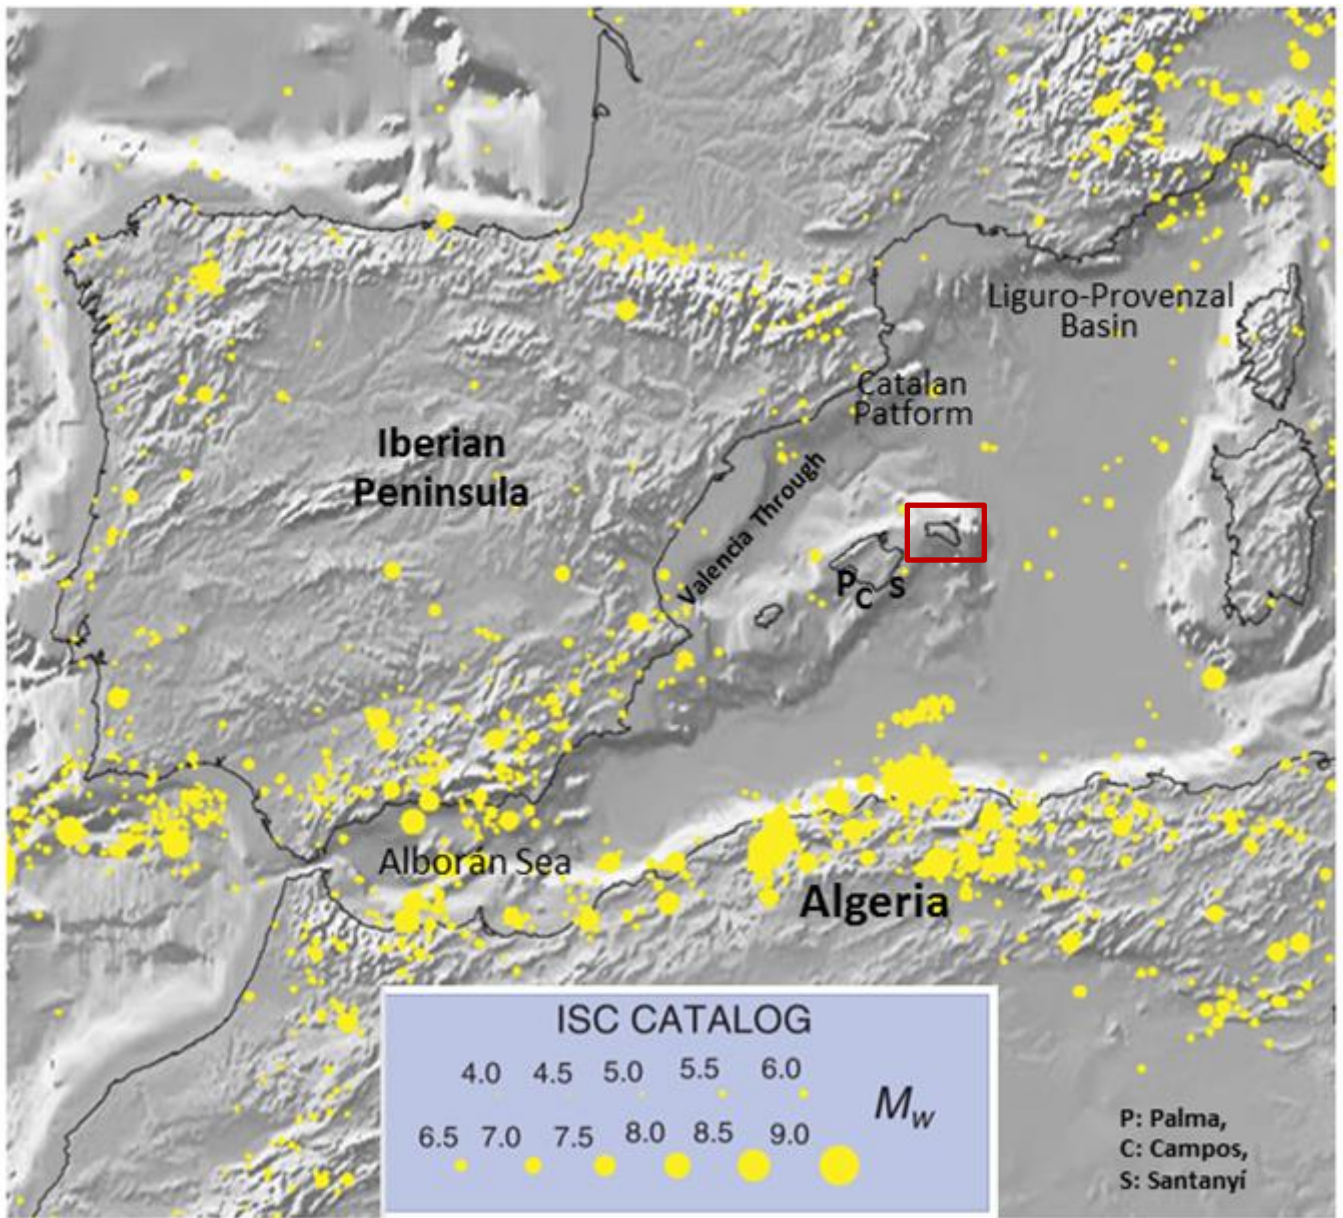 Liguro-Provenzal
Basin
Catalan
Patform
Iberian
Peninsula
Valencia Through
P
C
S
Alborán Sea
Algeria
ISC CATALOG
4.0 4.5 5.0 5.5 6.0
Mw
6.5 7.0 7.5 8.0 8.5 9.0
P: Palma,
C: Campos,
S: Santanyí